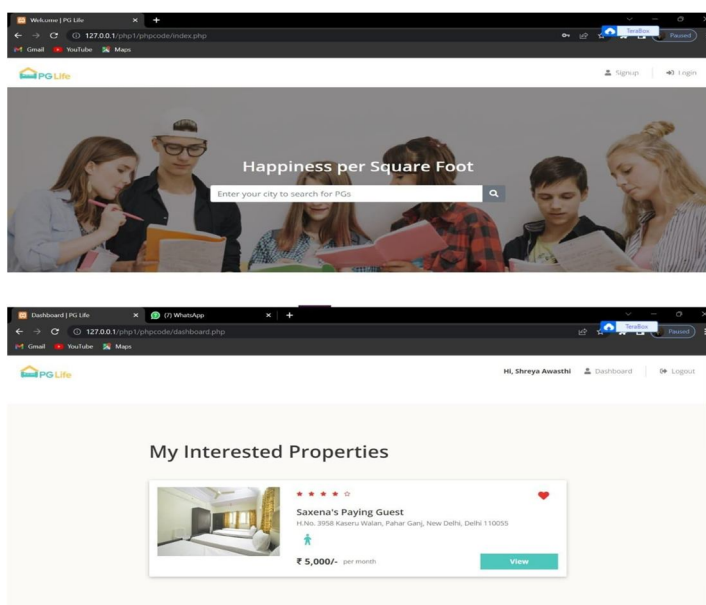 Welcome | PG Life
127.0.0.1/php1/phpcode/index.php
TeraBox
Paused
Gmail YouTube Maps
PG Life
Signup Login
Happiness per Square Foot
Enter your city to search for PGs
Dashboard | PG Life (7) WhatsApp
127.0.0.1/php1/phpcode/dashboard.php
TeraBox
Paused
Gmail YouTube Maps
PG Life
Hi, Shreya Awasthi Dashboard Logout
My Interested Properties
Saxena's Paying Guest
H.No. 3958 Kaseru Walan, Pahar Ganj, New Delhi, Delhi 110055
₹ 5,000/- per month
View